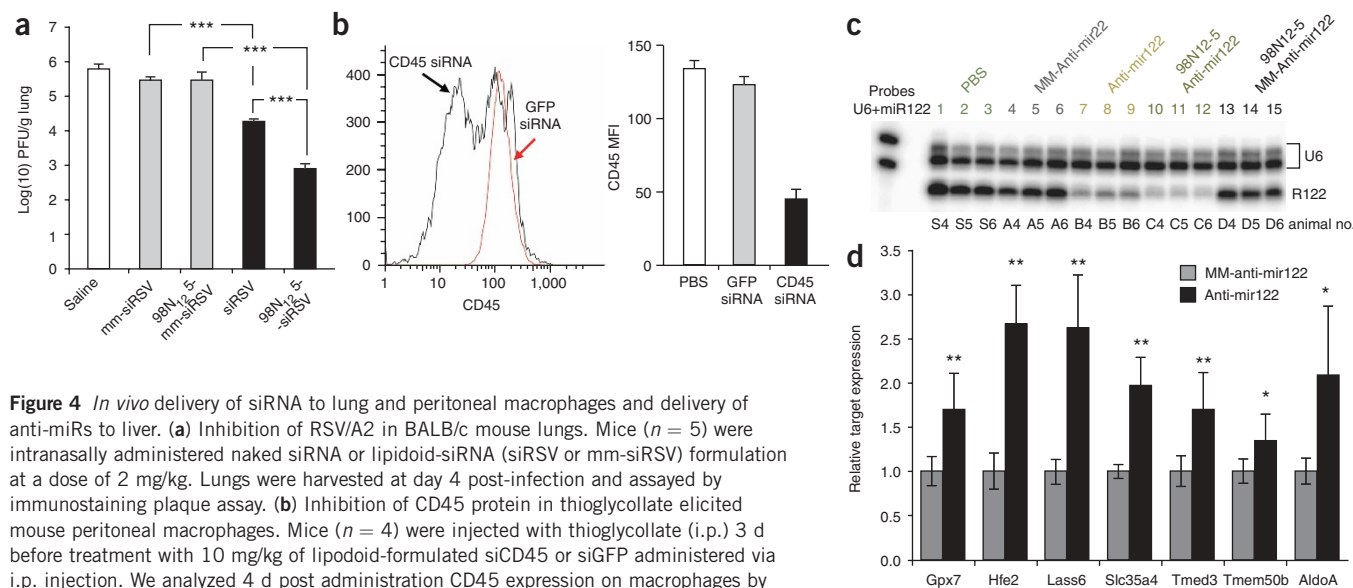 a
7
6
5
4
3
2
1
0
Log(10) PFU/g lung
***
***
***
Saline
mm-siRSV
98N12 5-
mm-siRSV
siRSV
98N12 5-
-siRSV
b
400
300
200
100
0
CD45 siRNA
GFP
siRNA
1 10 100 1,000
CD45
150
100
50
0
CD45 MFI
PBS GFP siRNA CD45 siRNA
c
PBS
MM-Anti-mir22
Anti-mir122
98N12-5
Anti-mir122
98N12-5
MM-Anti-mir122
Probes
U6+miR122 1 2 3 4 5 6 7 8 9 10 11 12 13 14 15
U6
R122
S4 S5 S6 A4 A5 A6 B4 B5 B6 C4 C5 C6 D4 D5 D6 animal no.
d
3.5
3.0
2.5
2.0
1.5
1.0
0.5
0.0
Relative target expression
MM-anti-mir122
Anti-mir122
** ** ** ** ** * *
Gpx7 Hfe2 Lass6 Slc35a4 Tmed3 Tmem50b AldoA
Figure 4 In vivo delivery of siRNA to lung and peritoneal macrophages and delivery of
anti-miRs to liver. (a) Inhibition of RSV/A2 in BALB/c mouse lungs. Mice (n = 5) were
intranasally administered naked siRNA or lipidoid-siRNA (siRSV or mm-siRSV) formulation
at a dose of 2 mg/kg. Lungs were harvested at day 4 post-infection and assayed by
immunostaining plaque assay. (b) Inhibition of CD45 protein in thioglycollate elicited
mouse peritoneal macrophages. Mice (n = 4) were injected with thioglycollate (i.p.) 3 d
before treatment with 10 mg/kg of lipodoid-formulated siCD45 or siGFP administered via
i.p. injection. We analyzed 4 d post administration CD45 expression on macrophages by